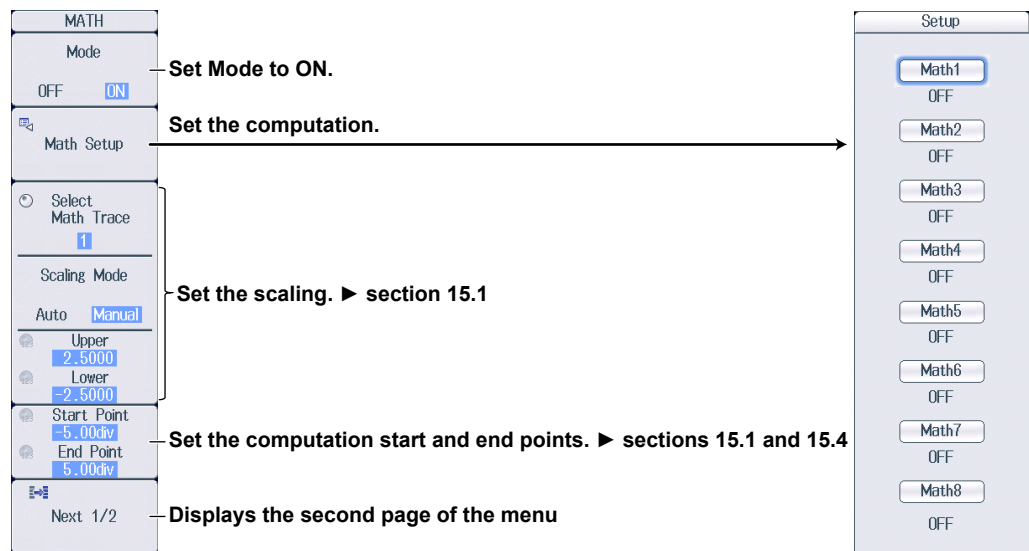 MATH
Mode
OFF ON
Set Mode to ON.
Math Setup
Set the computation.
Select
Math Trace
1
Scaling Mode
Auto Manual
Upper
2.5000
Lower
-2.5000
Set the scaling. ► section 15.1
Start Point
-5.00div
End Point
5.00div
Set the computation start and end points. ► sections 15.1 and 15.4
Next 1/2
Displays the second page of the menu
Setup
Math1
OFF
Math2
OFF
Math3
OFF
Math4
OFF
Math5
OFF
Math6
OFF
Math7
OFF
Math8
OFF